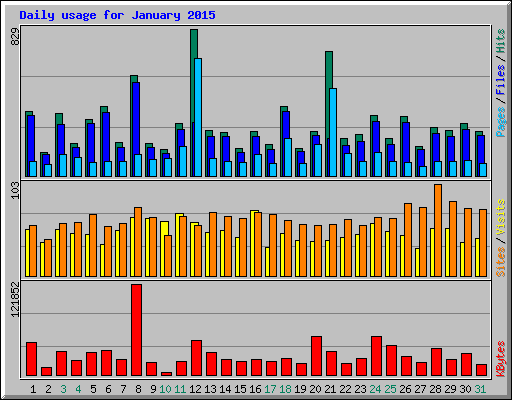 Daily usage for January 2015
829
Pages / Files / Hits
103
Sites / Visits
121852
KBytes
1 2 3 4 5 6 7 8 9 10 11 12 13 14 15 16 17 18 19 20 21 22 23 24 25 26 27 28 29 30 31